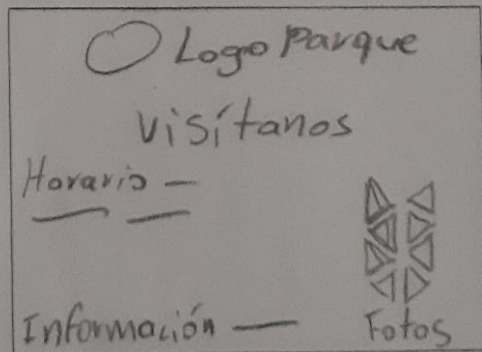 Logo Parque
Visítanos
Horario —
Información —
Fotos